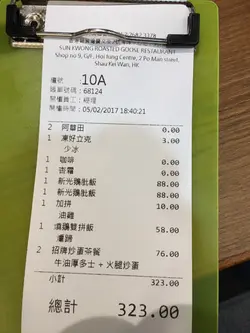 SUN KWONG ROASTED GOOSE RESTAURANT
Shop no 9, G/F, Hoi Fung Centre, 2 Po Man street,
Shau Kei Wan, HK
檯號: 10A
賬單號碼: 68124
開檯員工: 經理
開檯時間: 05/02/2017 18:40:21
2 阿華田 0.00
1 凍好立克 3.00
少冰
1 咖啡 0.00
1 杏霜 0.00
1 新光鵝肶飯 88.00
1 新光鵝肶飯 88.00
1 加拼 10.00
油雞
1 燒鵝雙拼飯 58.00
2 招牌炒蛋茶餐 76.00
牛油厚多士 + 火腿炒蛋
小計 323.00
總計 323.00